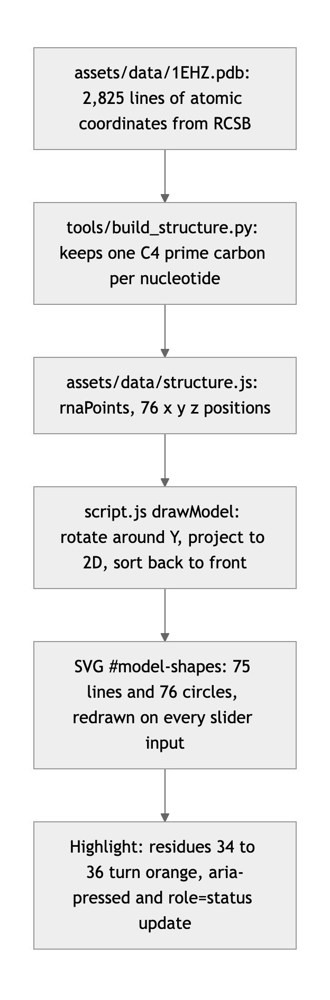 assets/data/1EHZ.pdb:
2,825 lines of atomic
coordinates from RCSB
tools/build_structure.py:
keeps one C4 prime carbon
per nucleotide
assets/data/structure.js:
rnaPoints, 76 x y z positions
script.js drawModel:
rotate around Y, project to
2D, sort back to front
SVG #model-shapes: 75
lines and 76 circles,
redrawn on every slider
input
Highlight: residues 34 to
36 turn orange, aria-
pressed and role=status
update